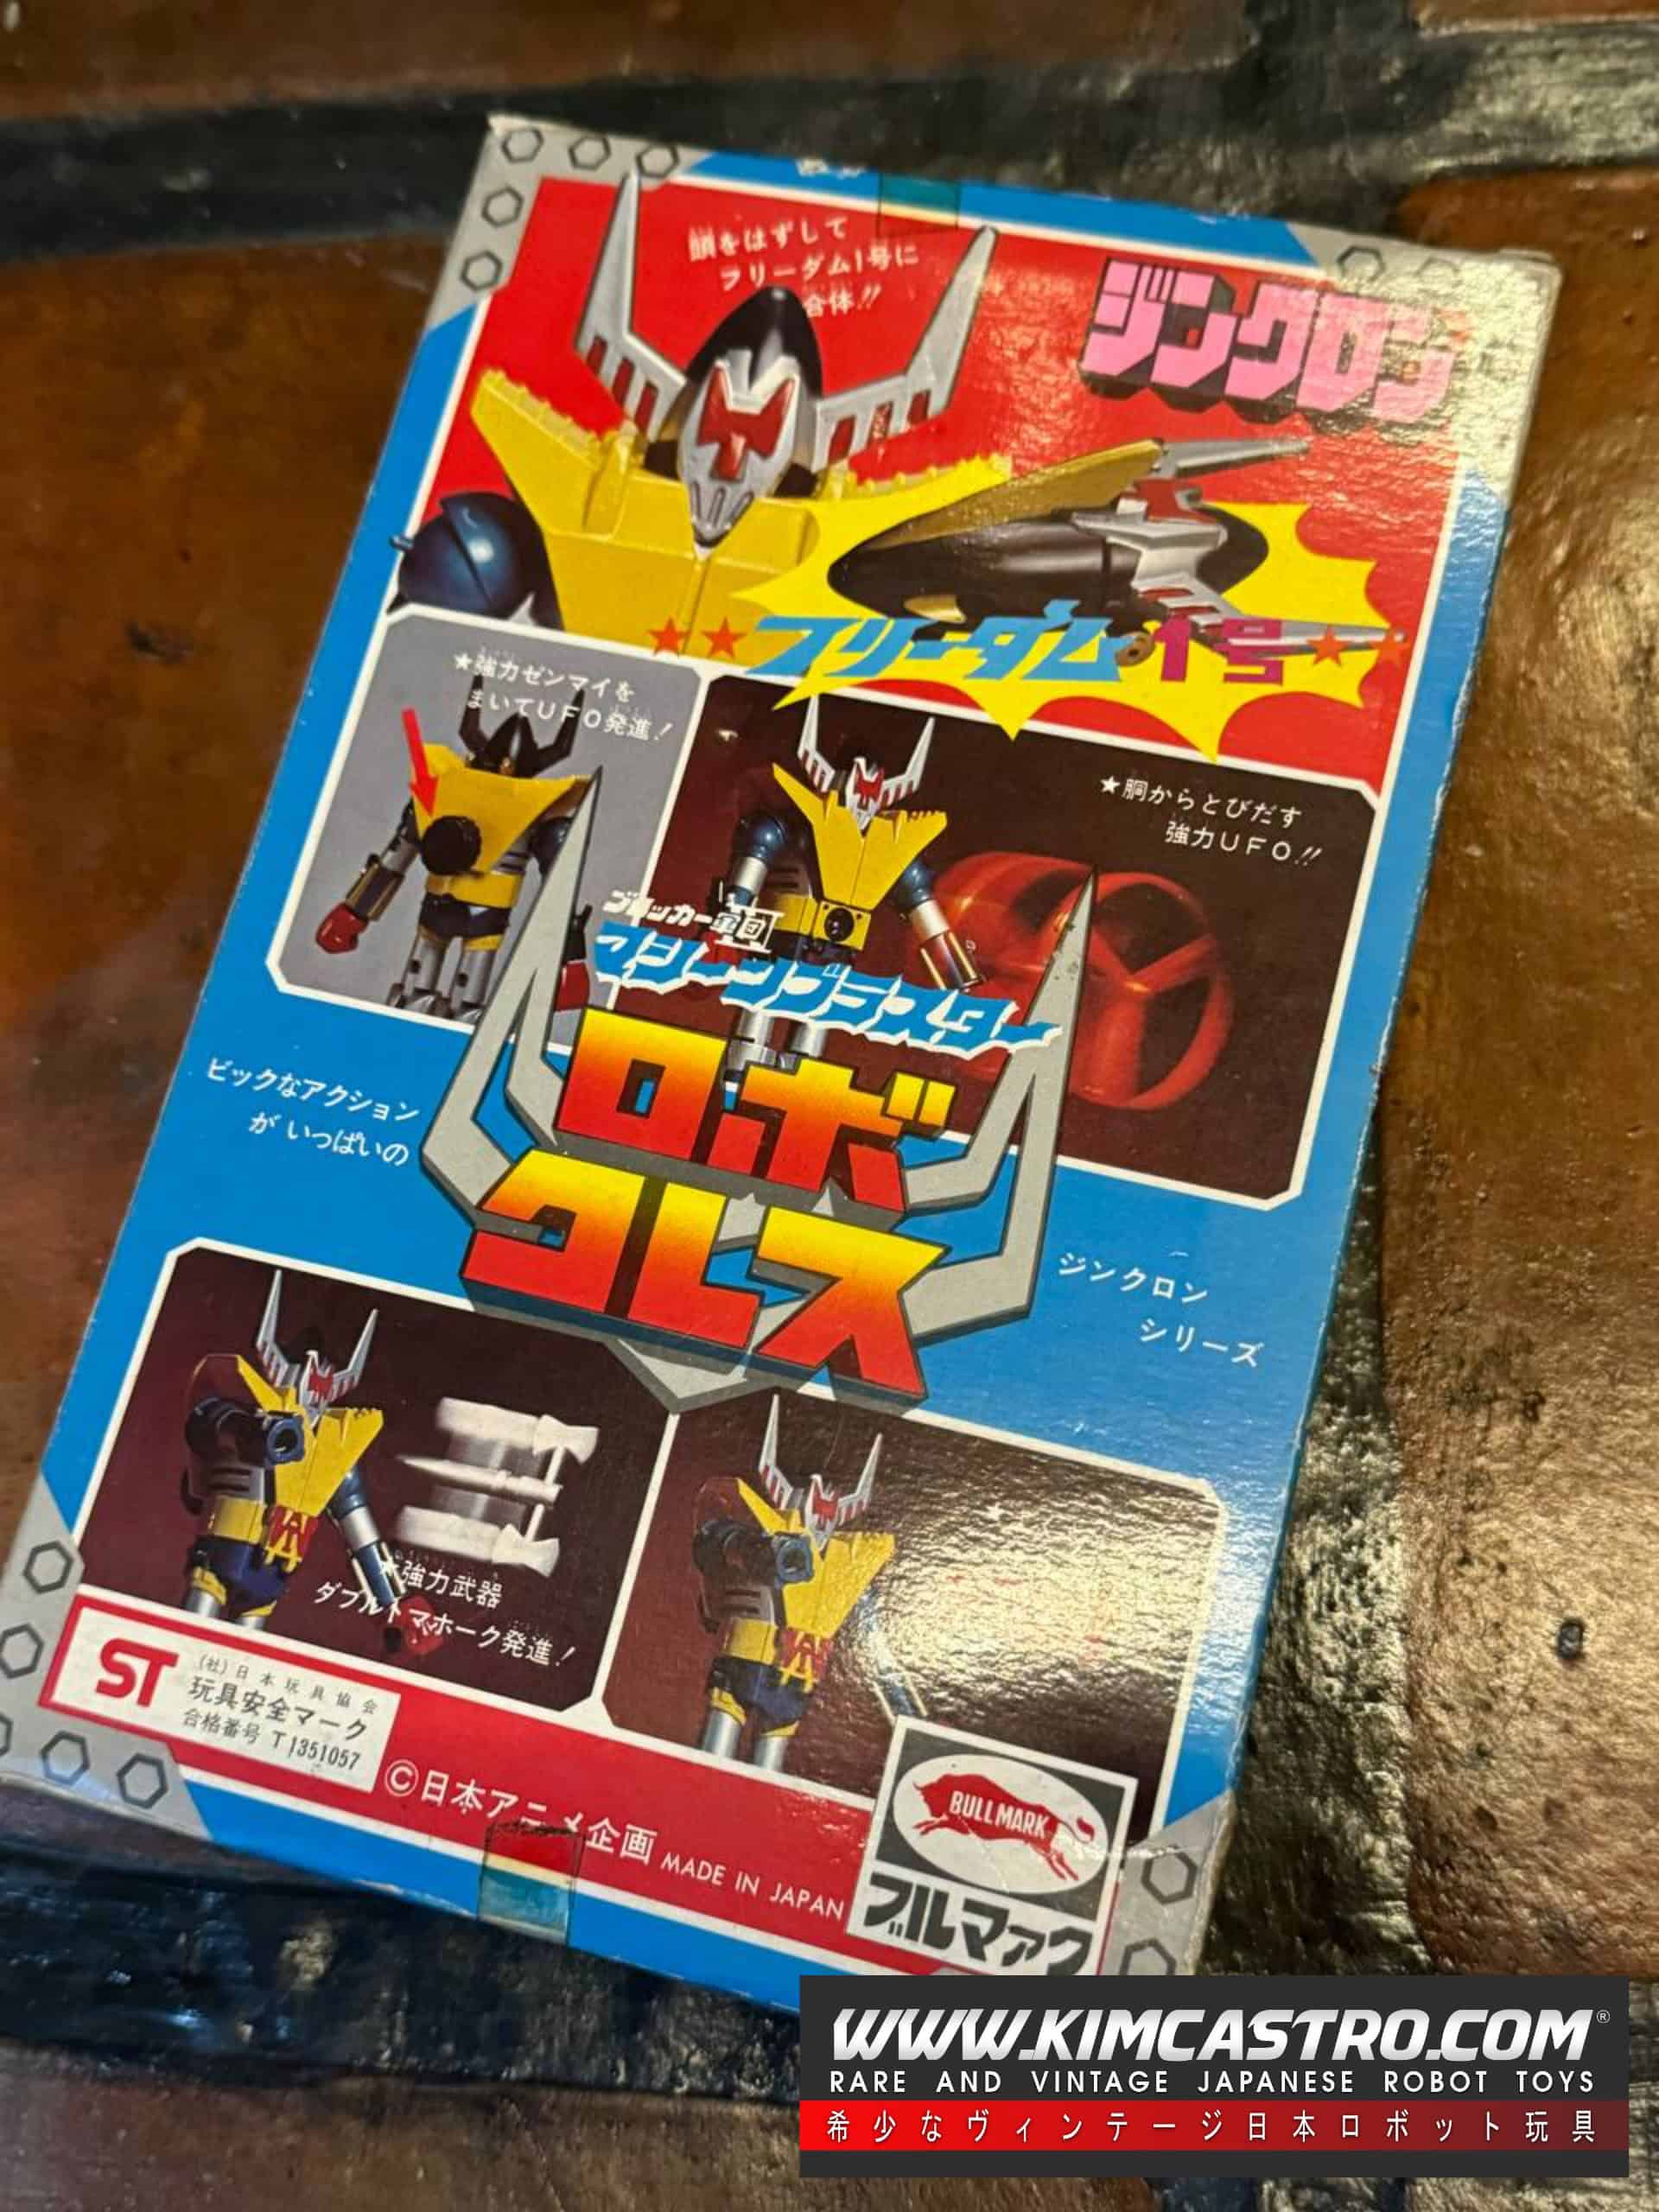 頭をはずして
フリーダム1号に
合体!!
ジンクロン
★★フリーダム1号★★
★強力ゼンマイを
まいてUFO発進!
★胴からとびだす
強力UFO!!
ブロッカー軍団
マシーンブラスター
ロボ
クレス
ビックなアクション
が いっぱいの
ジンクロン
シリーズ
★強力武器
ダブルトマホーク発進!
ST
(社)日本玩具協会
玩具安全マーク
合格番号 T1351057
©日本アニメ企画 MADE IN JAPAN
BULLMARK
ブルマァク
WWW.KIMCASTRO.COM®
RARE AND VINTAGE JAPANESE ROBOT TOYS
希少なヴィンテージ日本ロボット玩具